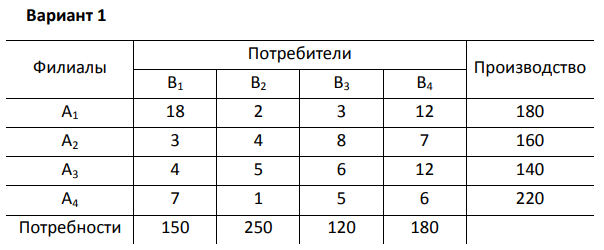 Вариант 1
Филиалы Потребители Производство
B₁ B₂ B₃ B₄
A₁ 18 2 3 12 180
A₂ 3 4 8 7 160
A₃ 4 5 6 12 140
A₄ 7 1 5 6 220
Потребности 150 250 120 180